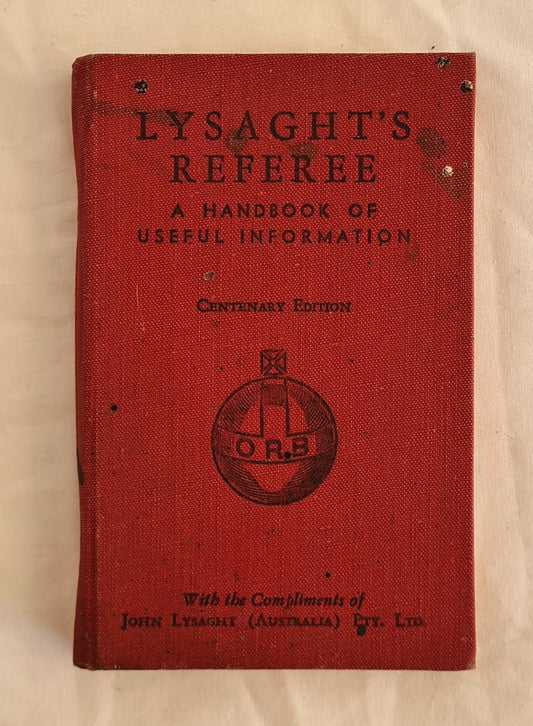 LYSAGHT'S
REFEREE
A HANDBOOK OF
USEFUL INFORMATION
CENTENARY EDITION
ORB
With the Compliments of
JOHN LYSAGHT (AUSTRALIA) PTY. LTD.